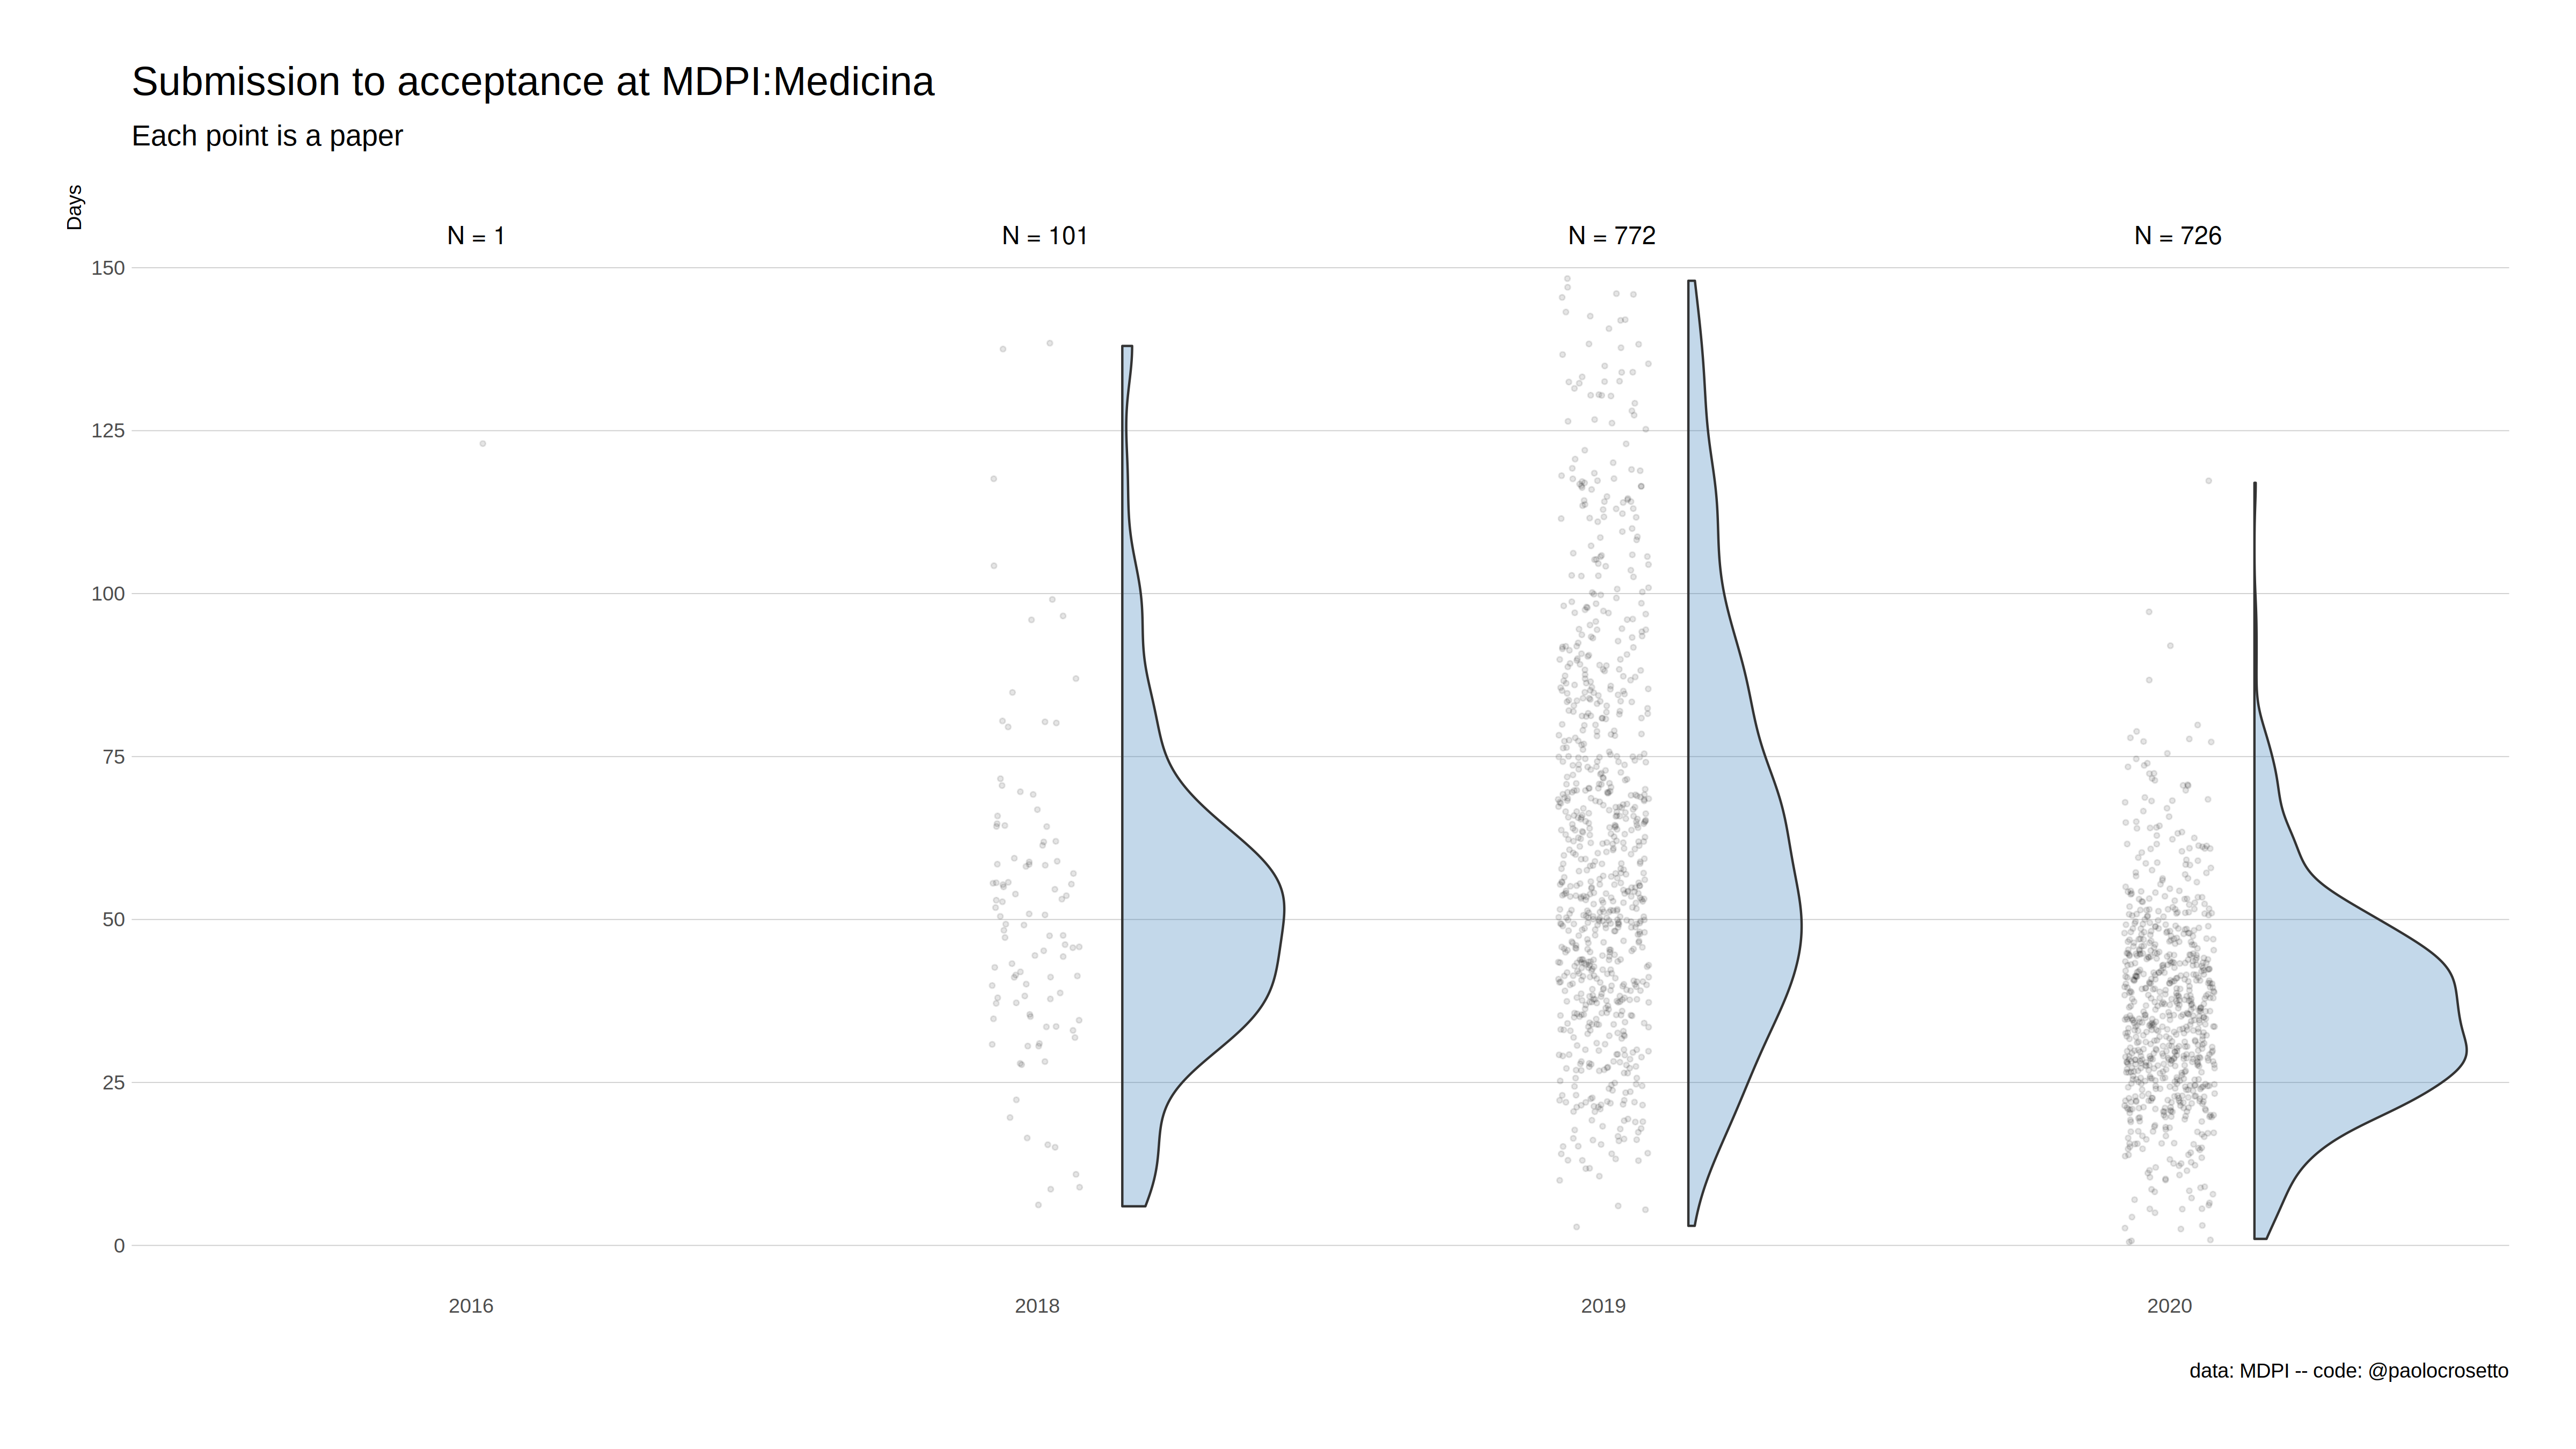 Submission to acceptance at MDPI:Medicina
Each point is a paper
Days
N = 1
N = 101
N = 772
N = 726
150
125
100
75
50
25
0
2016
2018
2019
2020
data: MDPI -- code: @paolocrosetto